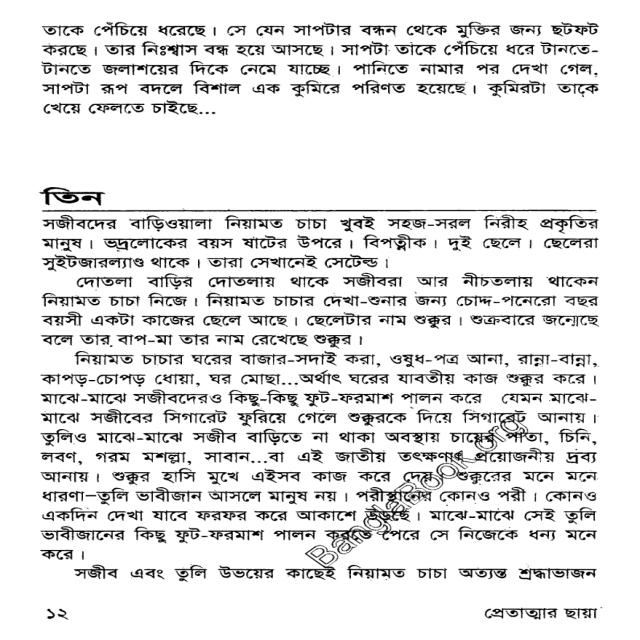 তাকে পেঁচিয়ে ধরেছে। সে যেন সাপটার বন্ধন থেকে মুক্তির জন্য ছটফট
করছে। তার নিঃশ্বাস বন্ধ হয়ে আসছে। সাপটা তাকে পেঁচিয়ে ধরে টানতে-
টানতে জলাশয়ের দিকে নেমে যাচ্ছে। পানিতে নামার পর দেখা গেল,
সাপটা রূপ বদলে বিশাল এক কুমিরে পরিণত হয়েছে। কুমিরটা তাকে
খেয়ে ফেলতে চাইছে...
তিন
সজীবদের বাড়িওয়ালা নিয়ামত চাচা খুবই সহজ-সরল নিরীহ প্রকৃতির
মানুষ। ভদ্রলোকের বয়স ষাটের উপরে। বিপত্নীক। দুই ছেলে। ছেলেরা
সুইটজারল্যাণ্ড থাকে। তারা সেখানেই সেটেল্ড।
দোতলা বাড়ির দোতলায় থাকে সজীবরা আর নীচতলায় থাকেন
নিয়ামত চাচা নিজে। নিয়ামত চাচার দেখা-শুনার জন্য চোদ্দ-পনেরো বছর
বয়সী একটা কাজের ছেলে আছে। ছেলেটার নাম শুক্কুর। শুক্রবারে জন্মেছে
বলে তার বাপ-মা তার নাম রেখেছে শুক্কুর।
নিয়ামত চাচার ঘরের বাজার-সদাই করা, ওষুধ-পত্র আনা, রান্না-বান্না,
কাপড়-চোপড় ধোয়া, ঘর মোছা...অর্থাৎ ঘরের যাবতীয় কাজ শুক্কুর করে।
মাঝে-মাঝে সজীবদেরও কিছু-কিছু ফুট-ফরমাশ পালন করে যেমন মাঝে-
মাঝে সজীবের সিগারেট ফুরিয়ে গেলে শুক্কুরকে দিয়ে সিগারেট আনায়।
তুলিও মাঝে-মাঝে সজীব বাড়িতে না থাকা অবস্থায় চায়ের পাতা, চিনি,
লবণ, গরম মশল্লা, সাবান...বা এই জাতীয় তৎক্ষণাৎ প্রয়োজনীয় দ্রব্য
আনায়। শুক্কুর হাসি মুখে এইসব কাজ করে দেয়। শুক্কুরের মনে মনে
ধারণা–তুলি ভাবীজান আসলে মানুষ নয়। পরীস্থানের কোনও পরী। কোনও
একদিন দেখা যাবে ফরফর করে আকাশে উড়ছে। মাঝে-মাঝে সেই তুলি
ভাবীজানের কিছু ফুট-ফরমাশ পালন করতে পেরে সে নিজেকে ধন্য মনে
করে।
সজীব এবং তুলি উভয়ের কাছেই নিয়ামত চাচা অত্যন্ত শ্রদ্ধাভাজন
১২ প্রেতাত্মার ছায়া
BanglaBook.org